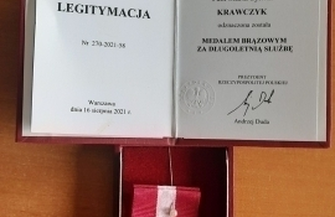 LEGITYMACJA
Nr 270-2021-38
Warszawa
dnia 16 sierpnia 2021 r.
KRAWCZYK
odznaczona została
MEDALEM BRĄZOWYM
ZA DŁUGOLETNIĄ SŁUŻBĘ
PREZYDENT
RZECZYPOSPOLITEJ POLSKIEJ
Andrzej Duda